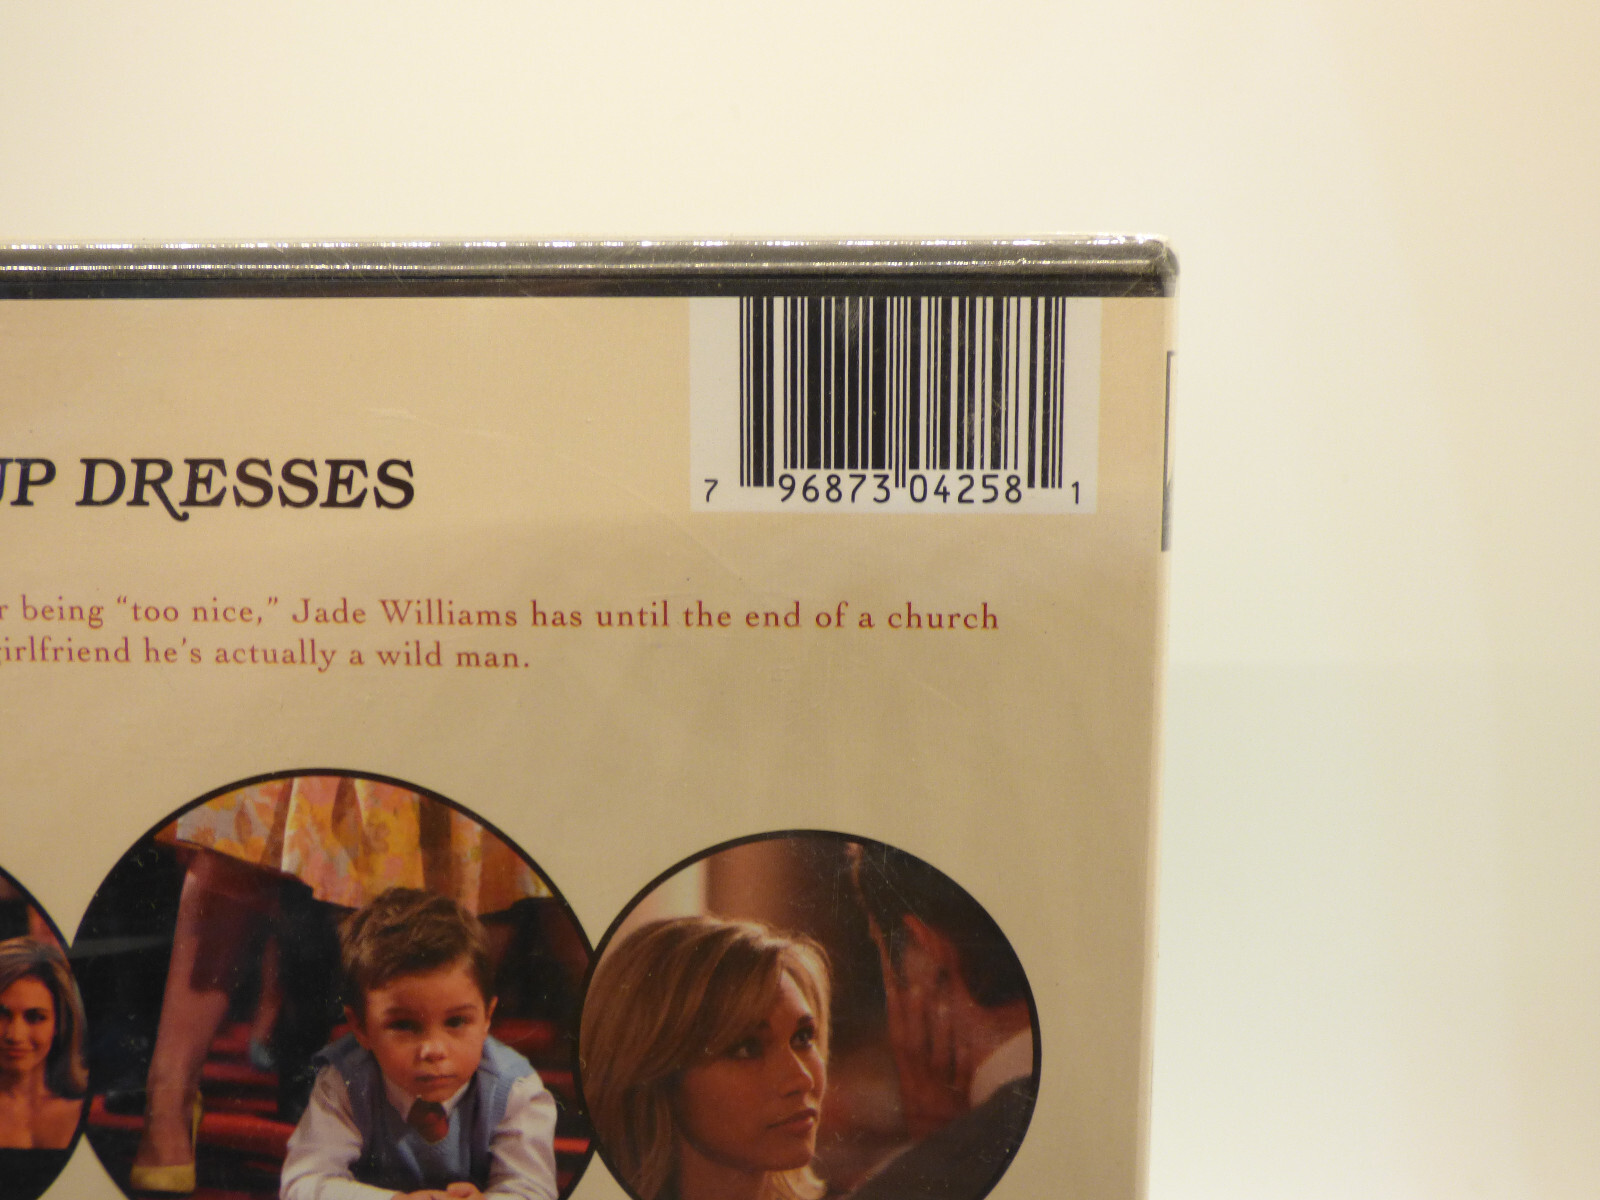 7 96873 04258 1
UP DRESSES
r being “too nice,” Jade Williams has until the end of a church
girlfriend he's actually a wild man.